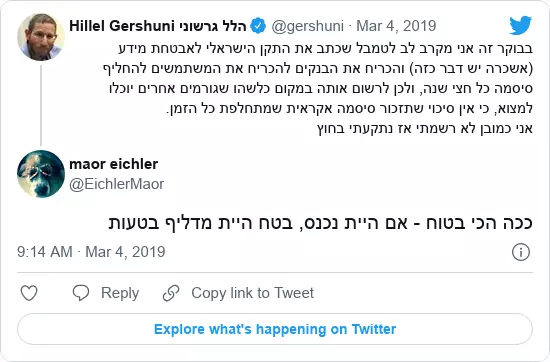 Hillel Gershuni הלל גרשוני @gershuni · Mar 4, 2019
בבוקר זה אני מקרב לב לטמבל שכתב את התקן הישראלי לאבטחת מידע
(אשכרה יש דבר כזה) והכריח את הבנקים להכריח את המשתמשים להחליף
סיסמה כל חצי שנה, ולכן לרשום אותה במקום כלשהו שגורמים אחרים יוכלו
למצוא, כי אין סיכוי שתזכור סיסמה אקראית שמתחלפת כל הזמן.
אני כמובן לא רשמתי אז נתקעתי בחוץ
maor eichler
@EichlerMaor
ככה הכי בטוח - אם היית נכנס, בטח היית מדליף בטעות
9:14 AM · Mar 4, 2019
Reply
Copy link to Tweet
Explore what's happening on Twitter